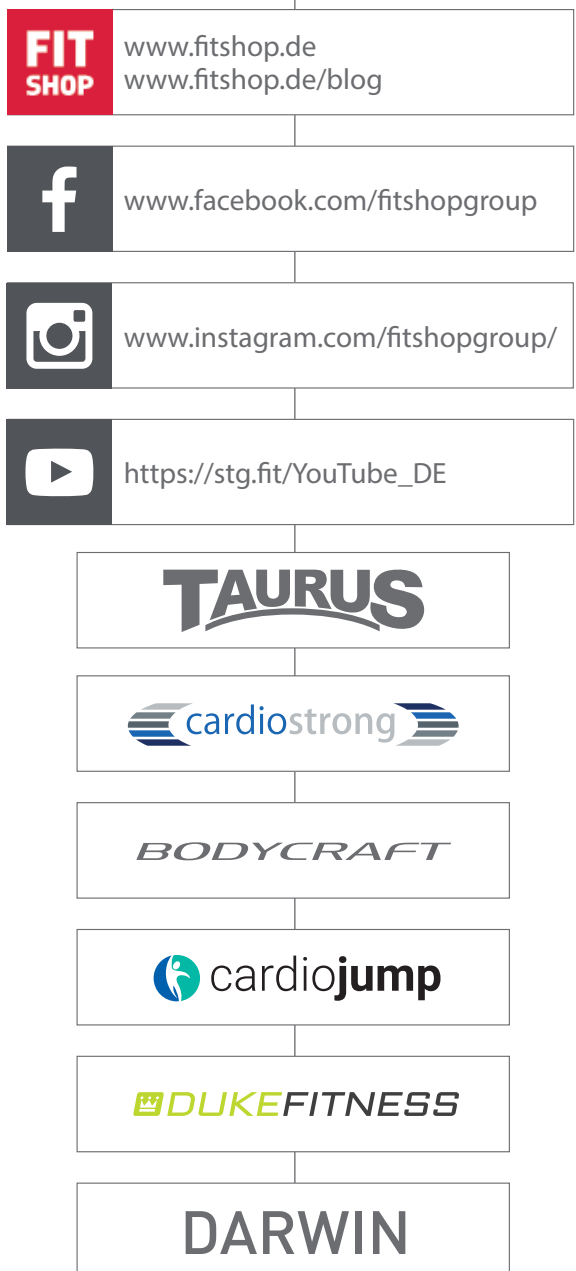 FIT
SHOP
www.fitshop.de
www.fitshop.de/blog
f
www.facebook.com/fitshopgroup
www.instagram.com/fitshopgroup/
https://stg.fit/YouTube_DE
TAURUS
cardiostrong
BODYCRAFT
cardiojump
DUKEFITNESS
DARWIN